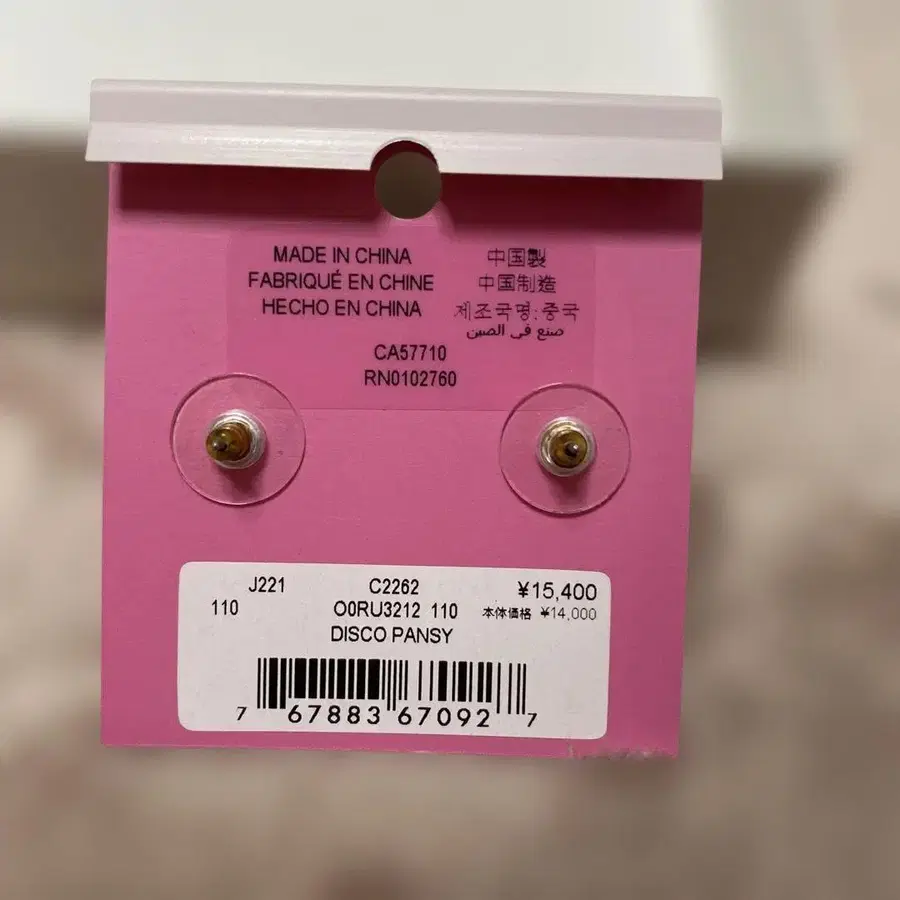 MADE IN CHINA
FABRIQUÉ EN CHINE
HECHO EN CHINA
中国製
中国制造
제조국명:중국
صنع في الصين
CA57710
RN0102760
J221 C2262 ¥15,400
110 O0RU3212 110 本体価格 ¥14,000
DISCO PANSY
7 67883 67092 7